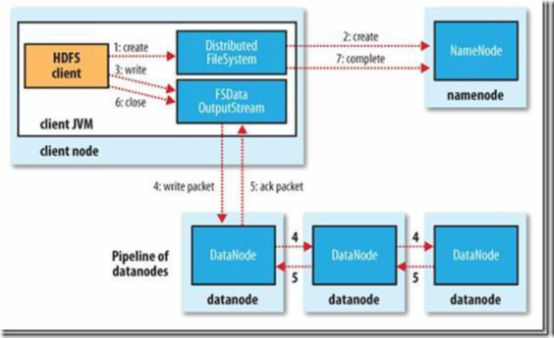 1: create
Distributed
FileSystem
2: create
NameNode
HDFS
client
3: write
7: complete
6: close
FSData
OutputStream
namenode
client JVM
client node
4: write packet
5: ack packet
Pipeline of
datanodes
DataNode
4
5
DataNode
4
5
DataNode
datanode
datanode
datanode